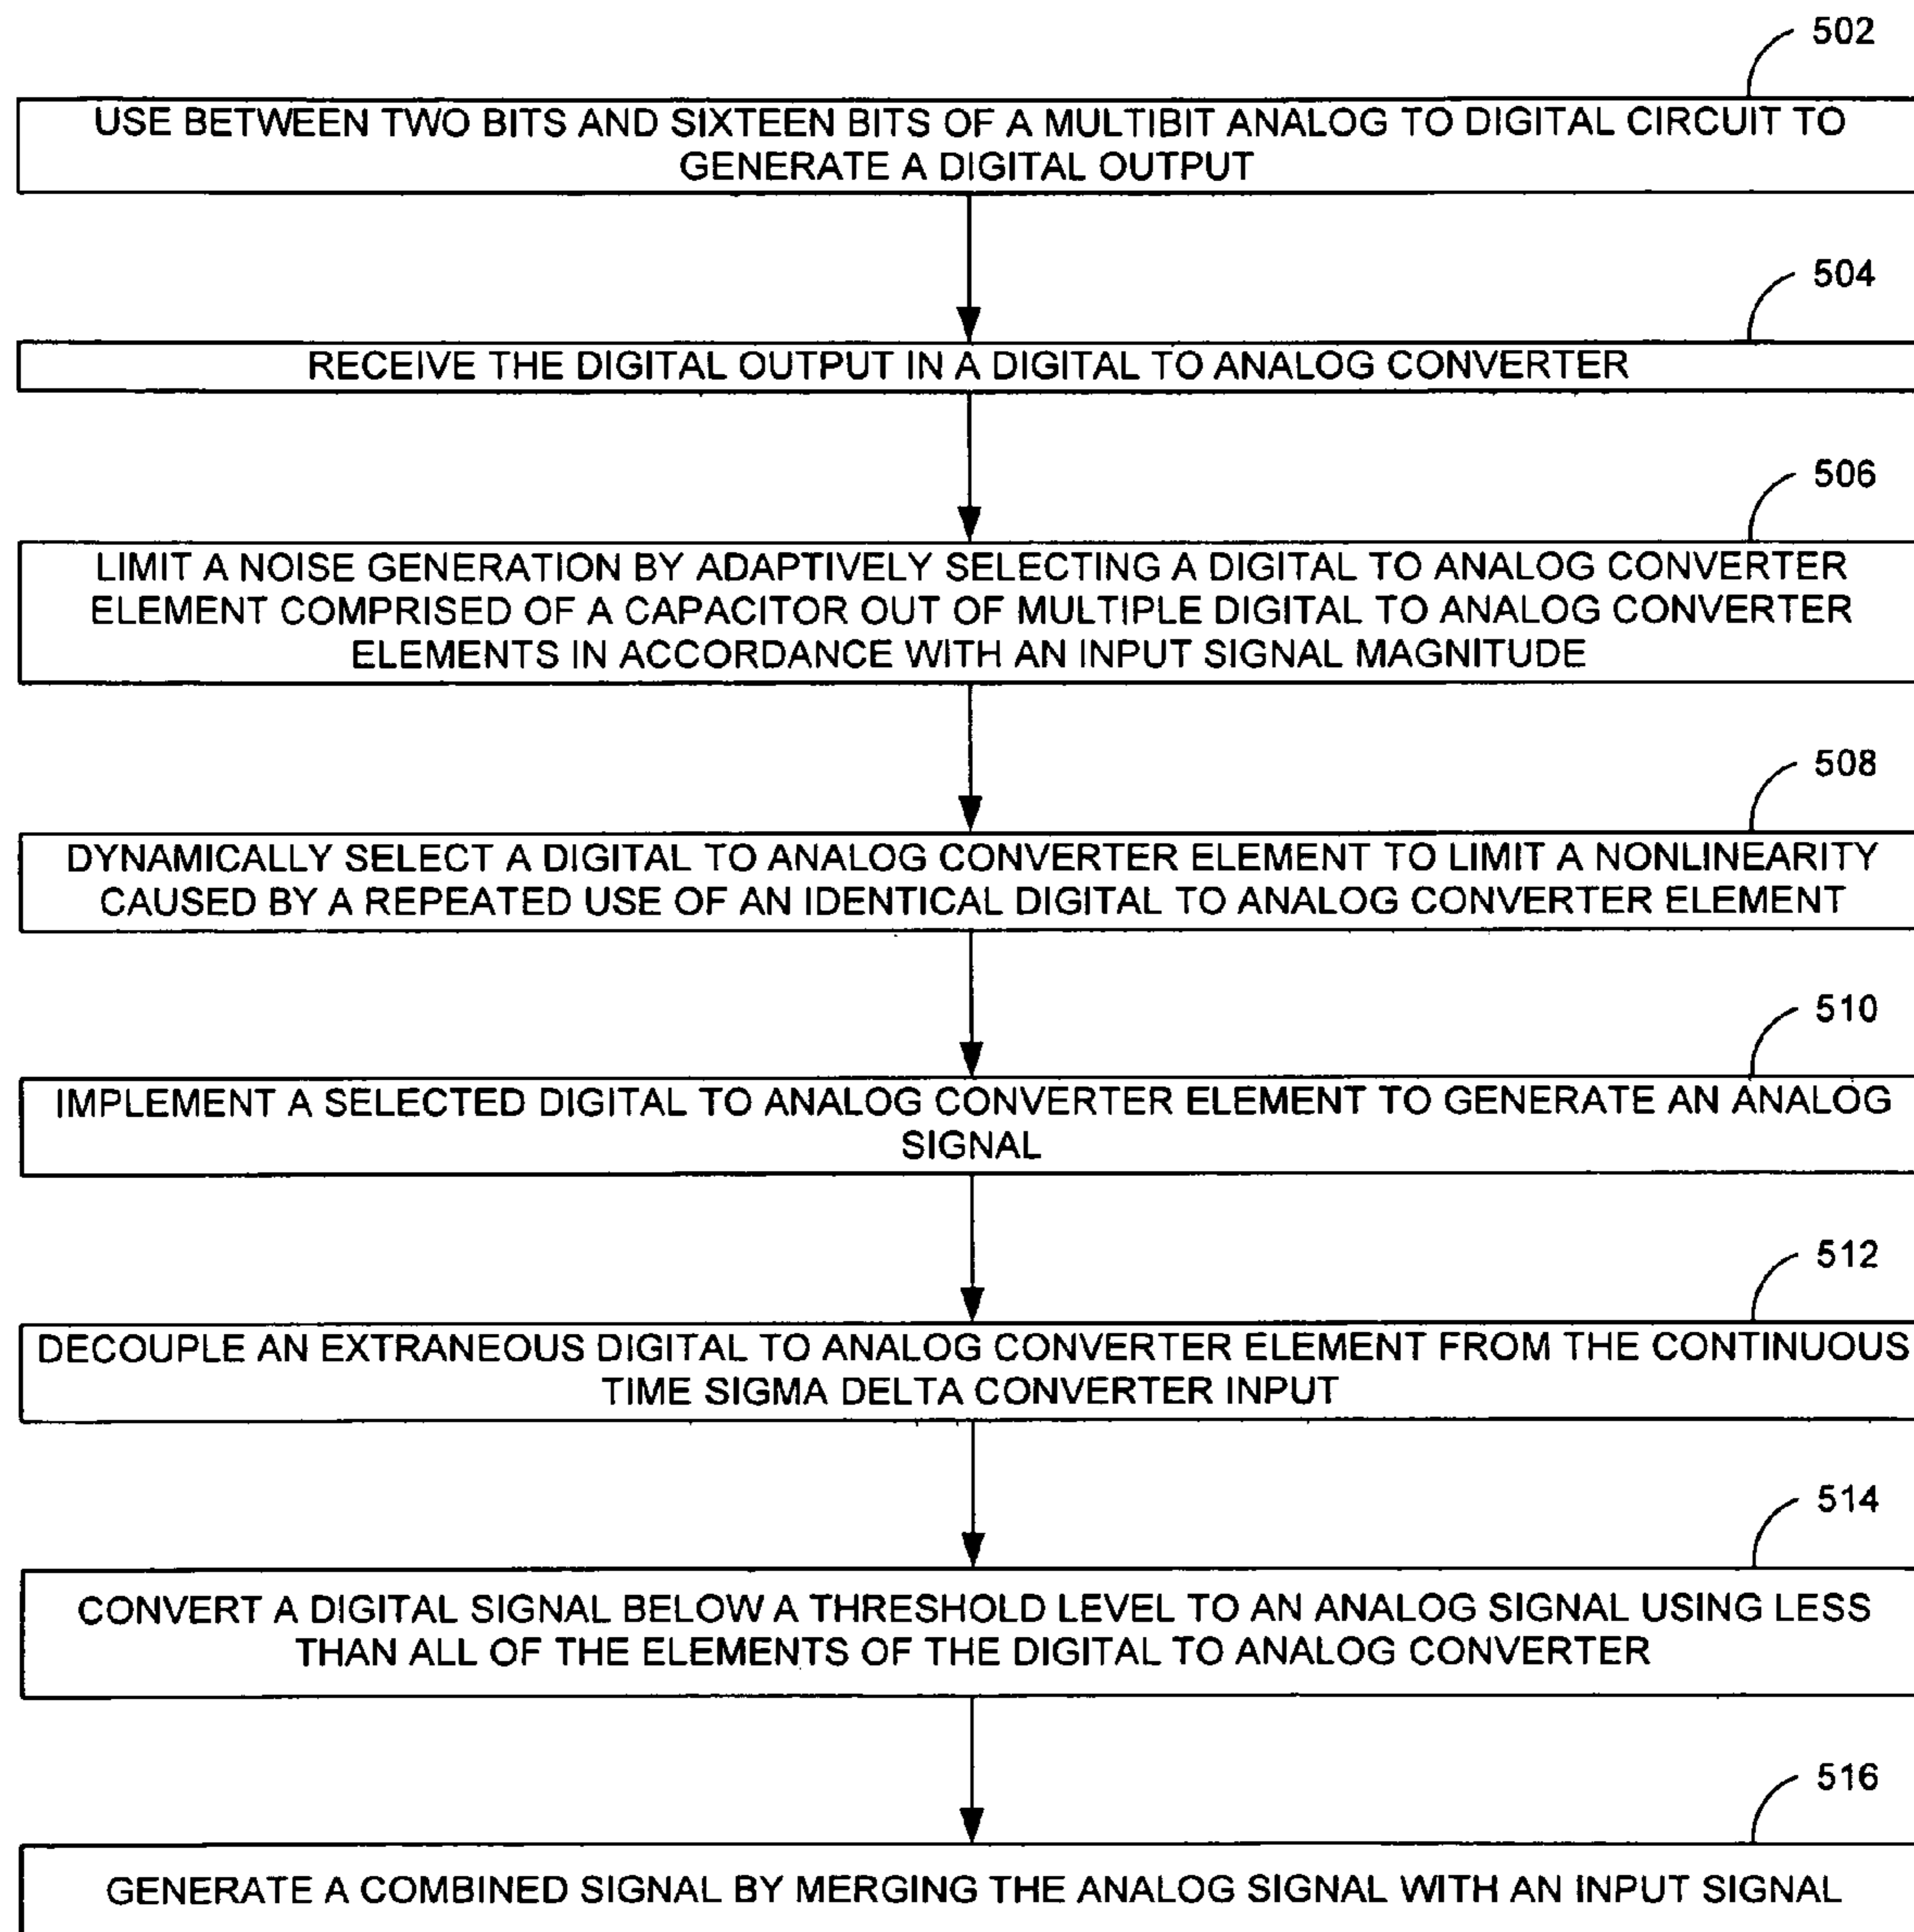 502
USE BETWEEN TWO BITS AND SIXTEEN BITS OF A MULTIBIT ANALOG TO DIGITAL CIRCUIT TO
GENERATE A DIGITAL OUTPUT
504
RECEIVE THE DIGITAL OUTPUT IN A DIGITAL TO ANALOG CONVERTER
506
LIMIT A NOISE GENERATION BY ADAPTIVELY SELECTING A DIGITAL TO ANALOG CONVERTER
ELEMENT COMPRISED OF A CAPACITOR OUT OF MULTIPLE DIGITAL TO ANALOG CONVERTER
ELEMENTS IN ACCORDANCE WITH AN INPUT SIGNAL MAGNITUDE
508
DYNAMICALLY SELECT A DIGITAL TO ANALOG CONVERTER ELEMENT TO LIMIT A NONLINEARITY
CAUSED BY A REPEATED USE OF AN IDENTICAL DIGITAL TO ANALOG CONVERTER ELEMENT
510
IMPLEMENT A SELECTED DIGITAL TO ANALOG CONVERTER ELEMENT TO GENERATE AN ANALOG
SIGNAL
512
DECOUPLE AN EXTRANEOUS DIGITAL TO ANALOG CONVERTER ELEMENT FROM THE CONTINUOUS
TIME SIGMA DELTA CONVERTER INPUT
514
CONVERT A DIGITAL SIGNAL BELOW A THRESHOLD LEVEL TO AN ANALOG SIGNAL USING LESS
THAN ALL OF THE ELEMENTS OF THE DIGITAL TO ANALOG CONVERTER
516
GENERATE A COMBINED SIGNAL BY MERGING THE ANALOG SIGNAL WITH AN INPUT SIGNAL